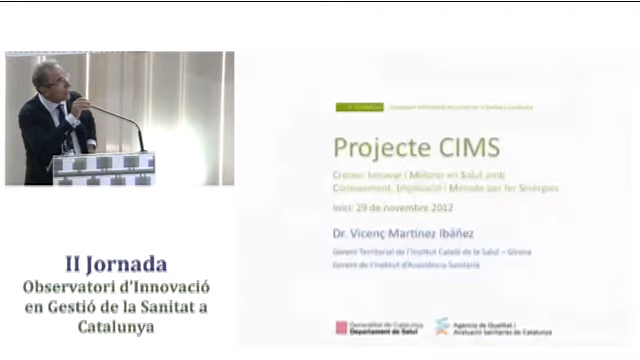 II Jornada
Observatori d'Innovació
en Gestió de la Sanitat a
Catalunya
Projecte CIMS
Créixer, Innovar i Millorar en Salut amb
Coneixement, Implicació i Mètode per fer Sinèrgies
Inici: 29 de novembre 2012
Dr. Vicenç Martínez Ibáñez
Gerent Territorial de l'Institut Català de la Salut – Girona
Gerent de l'Institut d'Assistència Sanitària
Generalitat de Catalunya
Departament de Salut
Agència de Qualitat i
Avaluació Sanitàries de Catalunya